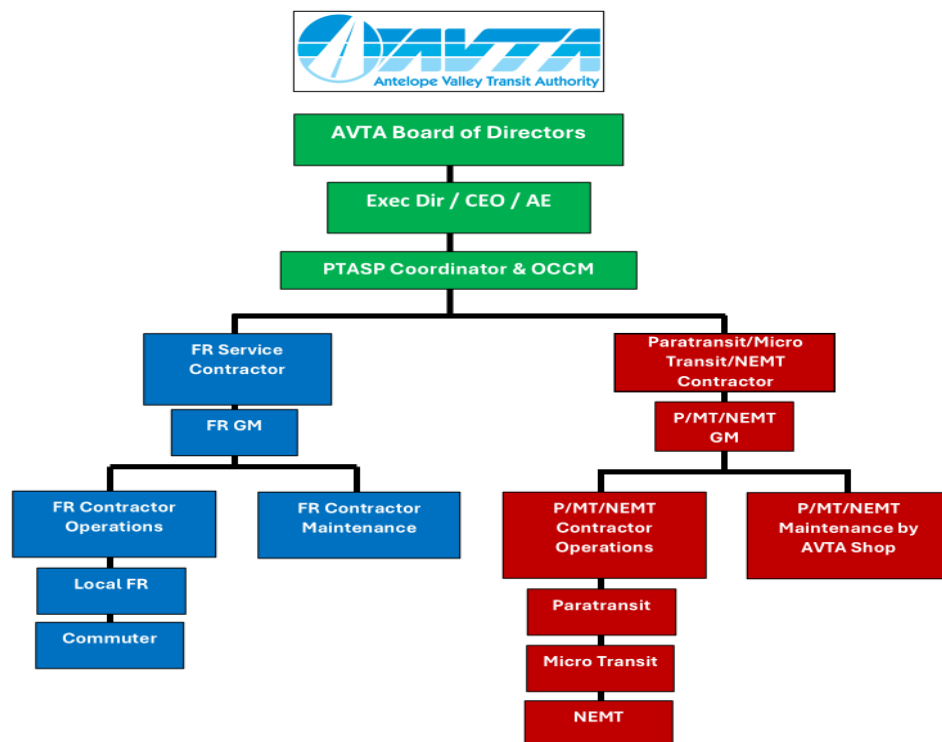 AVTA
Antelope Valley Transit Authority
AVTA Board of Directors
Exec Dir / CEO / AE
PTASP Coordinator & OCCM
FR Service
Contractor
FR GM
FR Contractor
Operations
Local FR
Commuter
FR Contractor
Maintenance
Paratransit/Micro
Transit/NEMT
Contractor
P/MT/NEMT
GM
P/MT/NEMT
Contractor
Operations
Paratransit
Micro Transit
NEMT
P/MT/NEMT
Maintenance by
AVTA Shop